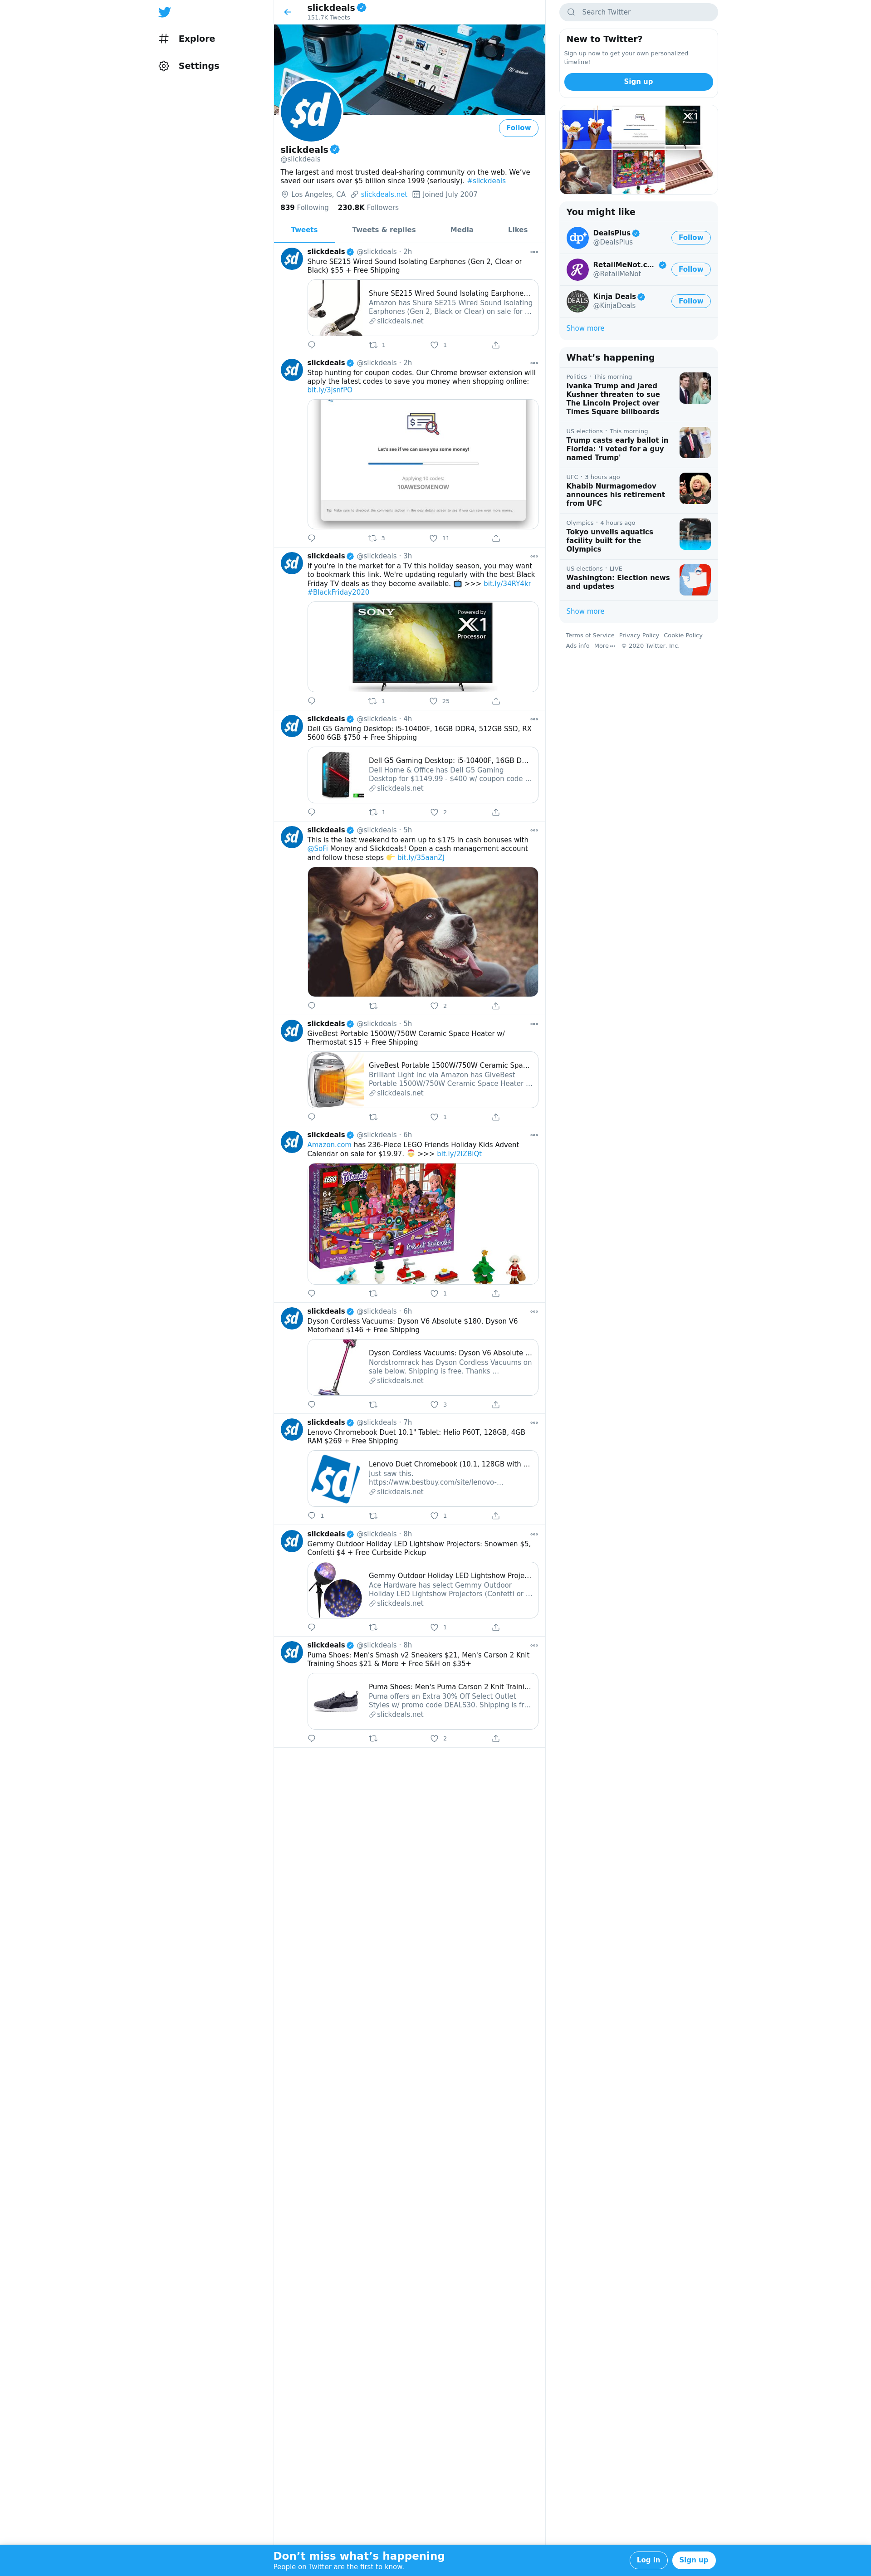 Explore
Settings
slickdeals
151.7K Tweets
$d
Follow
slickdeals
@slickdeals
The largest and most trusted deal-sharing community on the web. We've
saved our users over $5 billion since 1999 (seriously). #slickdeals
Los Angeles, CA slickdeals.net Joined July 2007
839 Following 230.8K Followers
Tweets Tweets & replies Media Likes
slickdeals @slickdeals · 2h
Shure SE215 Wired Sound Isolating Earphones (Gen 2, Clear or
Black) $55 + Free Shipping
Shure SE215 Wired Sound Isolating Earphone...
Amazon has Shure SE215 Wired Sound Isolating
Earphones (Gen 2, Black or Clear) on sale for ...
slickdeals.net
1 1
slickdeals @slickdeals · 2h
Stop hunting for coupon codes. Our Chrome browser extension will
apply the latest codes to save you money when shopping online:
bit.ly/3jsnfPO
Let's see if we can save you some money!
Applying 10 codes:
10AWESOMENOW
3 11
slickdeals @slickdeals · 3h
If you're in the market for a TV this holiday season, you may want
to bookmark this link. We're updating regularly with the best Black
Friday TV deals as they become available. >>> bit.ly/34RY4kr
#BlackFriday2020
SONY
Powered by
X1
Processor
1 25
slickdeals @slickdeals · 4h
Dell G5 Gaming Desktop: i5-10400F, 16GB DDR4, 512GB SSD, RX
5600 6GB $750 + Free Shipping
Dell G5 Gaming Desktop: i5-10400F, 16GB D...
Dell Home & Office has Dell G5 Gaming
Desktop for $1149.99 - $400 w/ coupon code ...
slickdeals.net
1 2
slickdeals @slickdeals · 5h
This is the last weekend to earn up to $175 in cash bonuses with
@SoFi Money and Slickdeals! Open a cash management account
and follow these steps bit.ly/35aanZJ
2
slickdeals @slickdeals · 5h
GiveBest Portable 1500W/750W Ceramic Space Heater w/
Thermostat $15 + Free Shipping
GiveBest Portable 1500W/750W Ceramic Spa...
Brilliant Light Inc via Amazon has GiveBest
Portable 1500W/750W Ceramic Space Heater ...
slickdeals.net
1
slickdeals @slickdeals · 6h
Amazon.com has 236-Piece LEGO Friends Holiday Kids Advent
Calendar on sale for $19.97. >>> bit.ly/2IZBiQt
LEGO
Friends
6+
236
1
slickdeals @slickdeals · 6h
Dyson Cordless Vacuums: Dyson V6 Absolute $180, Dyson V6
Motorhead $146 + Free Shipping
Dyson Cordless Vacuums: Dyson V6 Absolute ...
Nordstromrack has Dyson Cordless Vacuums on
sale below. Shipping is free. Thanks ...
slickdeals.net
3
slickdeals @slickdeals · 7h
Lenovo Chromebook Duet 10.1" Tablet: Helio P60T, 128GB, 4GB
RAM $269 + Free Shipping
Lenovo Chromebook Duet (10.1, 128GB with ...
Just saw this.
https://www.bestbuy.com/site/lenovo-...
slickdeals.net
1 1
slickdeals @slickdeals · 8h
Gemmy Outdoor Holiday LED Lightshow Projectors: Snowmen $5,
Confetti $4 + Free Curbside Pickup
Gemmy Outdoor Holiday LED Lightshow Proje...
Ace Hardware has select Gemmy Outdoor
Holiday LED Lightshow Projectors (Confetti or ...
slickdeals.net
1
slickdeals @slickdeals · 8h
Puma Shoes: Men's Smash v2 Sneakers $21, Men's Carson 2 Knit
Training Shoes $21 & More + Free S&H on $35+
Puma Shoes: Men's Puma Carson 2 Knit Traini...
Puma offers an Extra 30% Off Select Outlet
Styles w/ promo code DEALS30. Shipping is fr...
slickdeals.net
2
Search Twitter
New to Twitter?
Sign up now to get your own personalized
timeline!
Sign up
You might like
DealsPlus
@DealsPlus
Follow
RetailMeNot.c...
@RetailMeNot
Follow
Kinja Deals
@KinjaDeals
Follow
Show more
What's happening
Politics · This morning
Ivanka Trump and Jared
Kushner threaten to sue
The Lincoln Project over
Times Square billboards
US elections · This morning
Trump casts early ballot in
Florida: 'I voted for a guy
named Trump'
UFC · 3 hours ago
Khabib Nurmagomedov
announces his retirement
from UFC
Olympics · 4 hours ago
Tokyo unveils aquatics
facility built for the
Olympics
US elections · LIVE
Washington: Election news
and updates
Show more
Terms of Service Privacy Policy Cookie Policy
Ads info More © 2020 Twitter, Inc.
Don't miss what's happening
People on Twitter are the first to know.
Log in Sign up